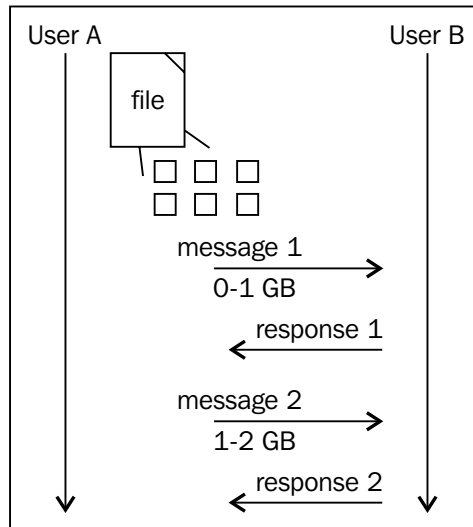 User A
User B
file
message 1
0-1 GB
response 1
message 2
1-2 GB
response 2